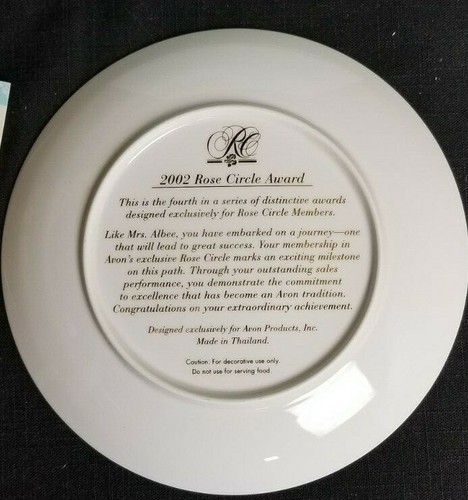 RC
2002 Rose Circle Award
This is the fourth in a series of distinctive awards
designed exclusively for Rose Circle Members.
Like Mrs. Albee, you have embarked on a journey—one
that will lead to great success. Your membership in
Avon's exclusive Rose Circle marks an exciting milestone
on this path. Through your outstanding sales
performance, you demonstrate the commitment
to excellence that has become an Avon tradition.
Congratulations on your extraordinary achievement.
Designed exclusively for Avon Products, Inc.
Made in Thailand.
Caution: For decorative use only.
Do not use for serving food.